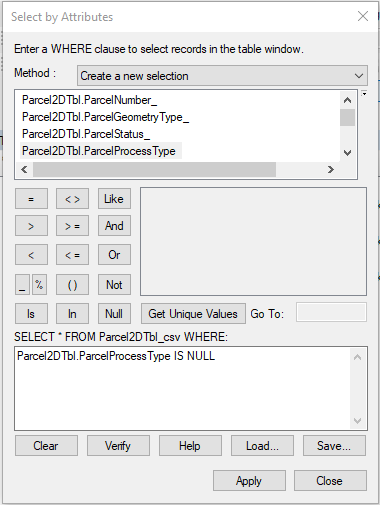 Select by Attributes
Enter a WHERE clause to select records in the table window.
Method : Create a new selection
Parcel2DTbl.ParcelNumber_
Parcel2DTbl.ParcelGeometryType_
Parcel2DTbl.ParcelStatus_
Parcel2DTbl.ParcelProcessType
= < > Like
> > = And
< < = Or
_ % ( ) Not
Is In Null Get Unique Values Go To:
SELECT * FROM Parcel2DTbl_csv WHERE:
Parcel2DTbl.ParcelProcessType IS NULL
Clear Verify Help Load... Save...
Apply Close